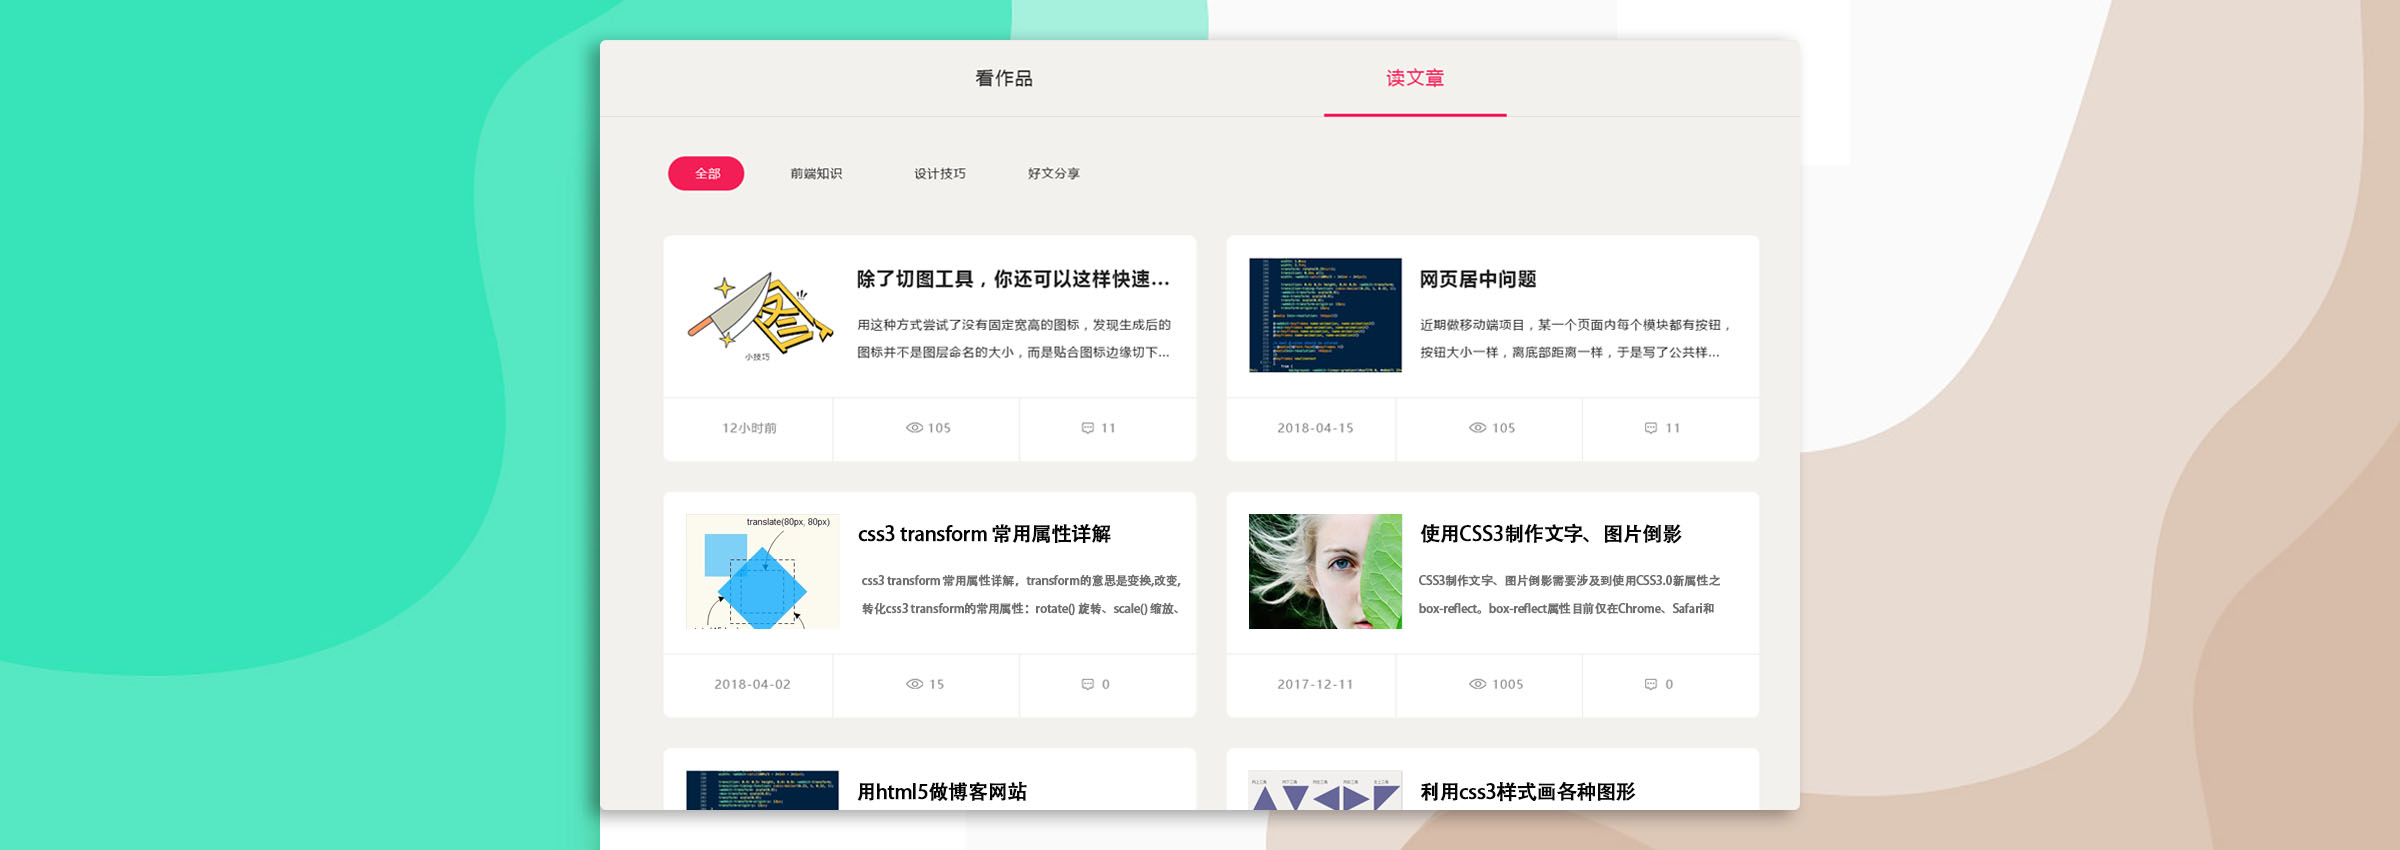 看作品
读文章
全部
前端知识
设计技巧
好文分享
除了切图工具，你还可以这样快速...
用这种方式尝试了没有固定宽高的图标，发现生成后的
图标并不是图层命名的大小，而是贴合图标边缘切下...
小技巧
12小时前
105
11
网页居中问题
近期做移动端项目，某一个页面内每个模块都有按钮，
按钮大小一样，离底部距离一样，于是写了公共样...
2018-04-15
105
11
translate(80px, 80px)
css3 transform 常用属性详解
css3 transform 常用属性详解，transform的意思是变换,改变,
转化css3 transform的常用属性：rotate() 旋转、scale() 缩放、
2018-04-02
15
0
使用CSS3制作文字、图片倒影
CSS3制作文字、图片倒影需要涉及到使用CSS3.0新属性之
box-reflect。box-reflect属性目前仅在Chrome、Safari和
2017-12-11
1005
0
用html5做博客网站
利用css3样式画各种图形